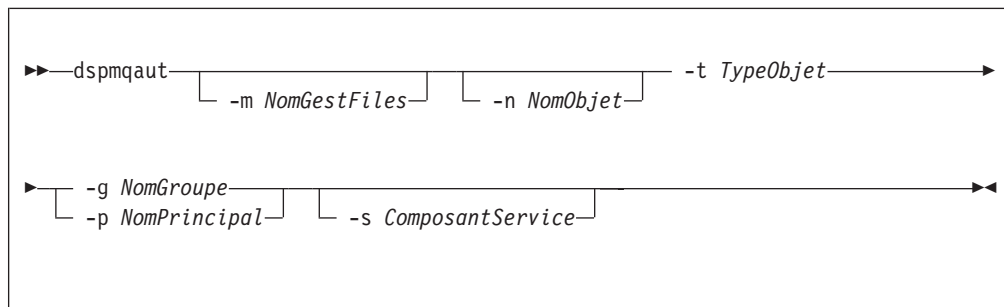 dspmqaut -t TypeObjet
-m NomGestFiles -n NomObjet
-g NomGroupe
-p NomPrincipal -s ComposantService